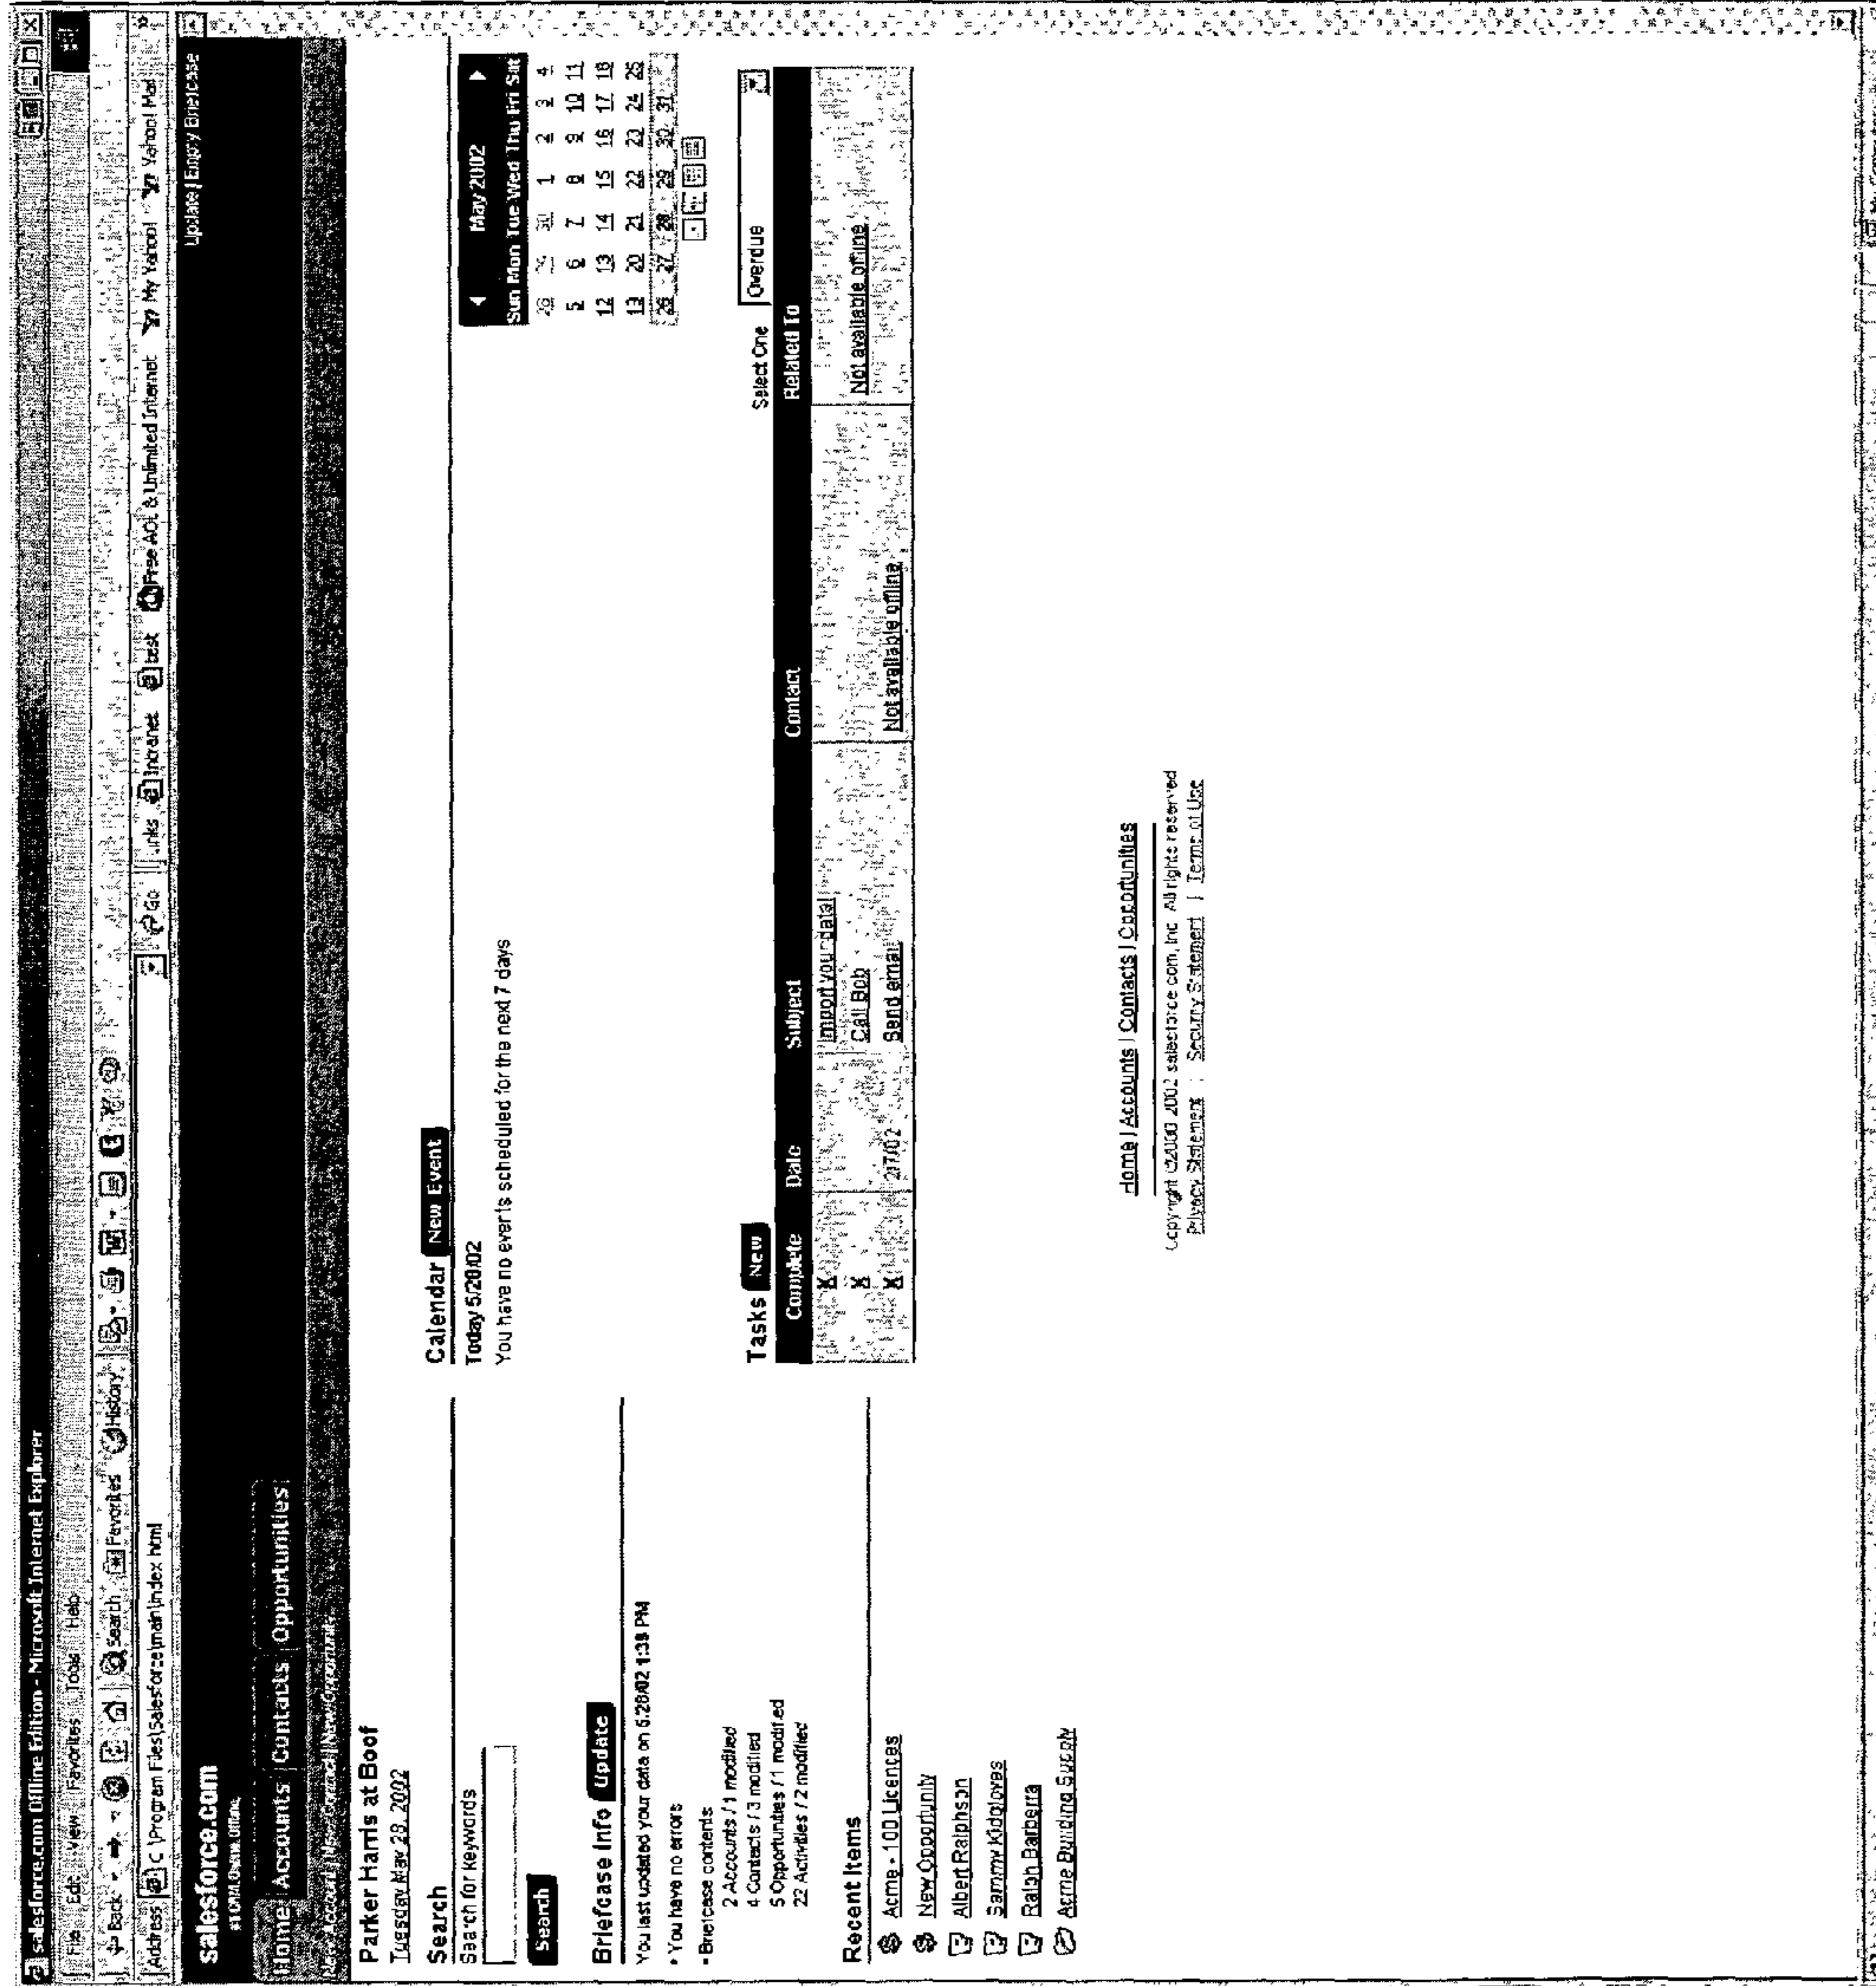 salesforce.com Offline Edition - Microsoft Internet Explorer
File Edit View Favorites Tools Help
Back Search Favorites History
Address C:\Program Files\Salesforce\main\index.html Go Links Intranet test Free AOL & Unlimited Internet My Yahoo! Yahoo! Mail
Update | Empty Briefcase
salesforce.com
Home Accounts Contacts Opportunities
Parker Harris at Boof
Tuesday May 28, 2002
Search
Search for keywords
Search
Briefcase Info Update
You last updated your data on 5/28/02 1:38 PM
• You have no errors
• Briefcase contents:
2 Accounts / 1 modified
4 Contacts / 3 modified
5 Opportunities / 1 modified
22 Activities / 2 modified
Recent Items
Acme - 100 Licenses
New Opportunity
Albert Ralphson
Sammy Kidgloves
Ralph Barberra
Acme Building Supply
Calendar New Event
Today 5/28/02
You have no events scheduled for the next 7 days
May 2002
Sun Mon Tue Wed Thu Fri Sat
30 1 2 3 4
5 6 7 8 9 10 11
12 13 14 15 16 17 18
19 20 21 22 23 24 25
26 27 28 29 30 31
Tasks New
Select One Overdue
Complete Date Subject Contact Related To
X Import your data!
X Call Bob Not available offline
X 2/7/02 Send email Not available offline
Home | Accounts | Contacts | Opportunities
Copyright ©2000-2002 salesforce.com, Inc. All rights reserved
Privacy Statement | Security Statement | Terms of Use